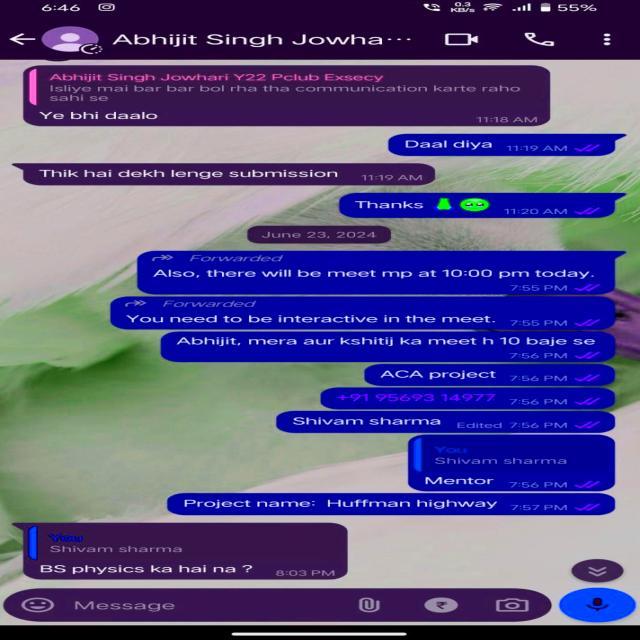 6:46
0.3
KB/s
55%
Abhijit Singh Jowha...
Abhijit Singh Jowhari Y22 Pclub Exsecy
Isliye mai bar bar bol rha tha communication karte raho
sahi se
Ye bhi daalo
11:18 AM
Daal diya 11:19 AM
Thik hai dekh lenge submission 11:19 AM
Thanks 11:20 AM
June 23, 2024
Forwarded
Also, there will be meet mp at 10:00 pm today.
7:55 PM
Forwarded
You need to be interactive in the meet. 7:55 PM
Abhijit, mera aur kshitij ka meet h 10 baje se
7:56 PM
ACA project 7:56 PM
+91 95693 14977 7:56 PM
Shivam sharma Edited 7:56 PM
You
Shivam sharma
Mentor 7:56 PM
Project name: Huffman highway 7:57 PM
You
Shivam sharma
BS physics ka hai na ? 8:03 PM
Message